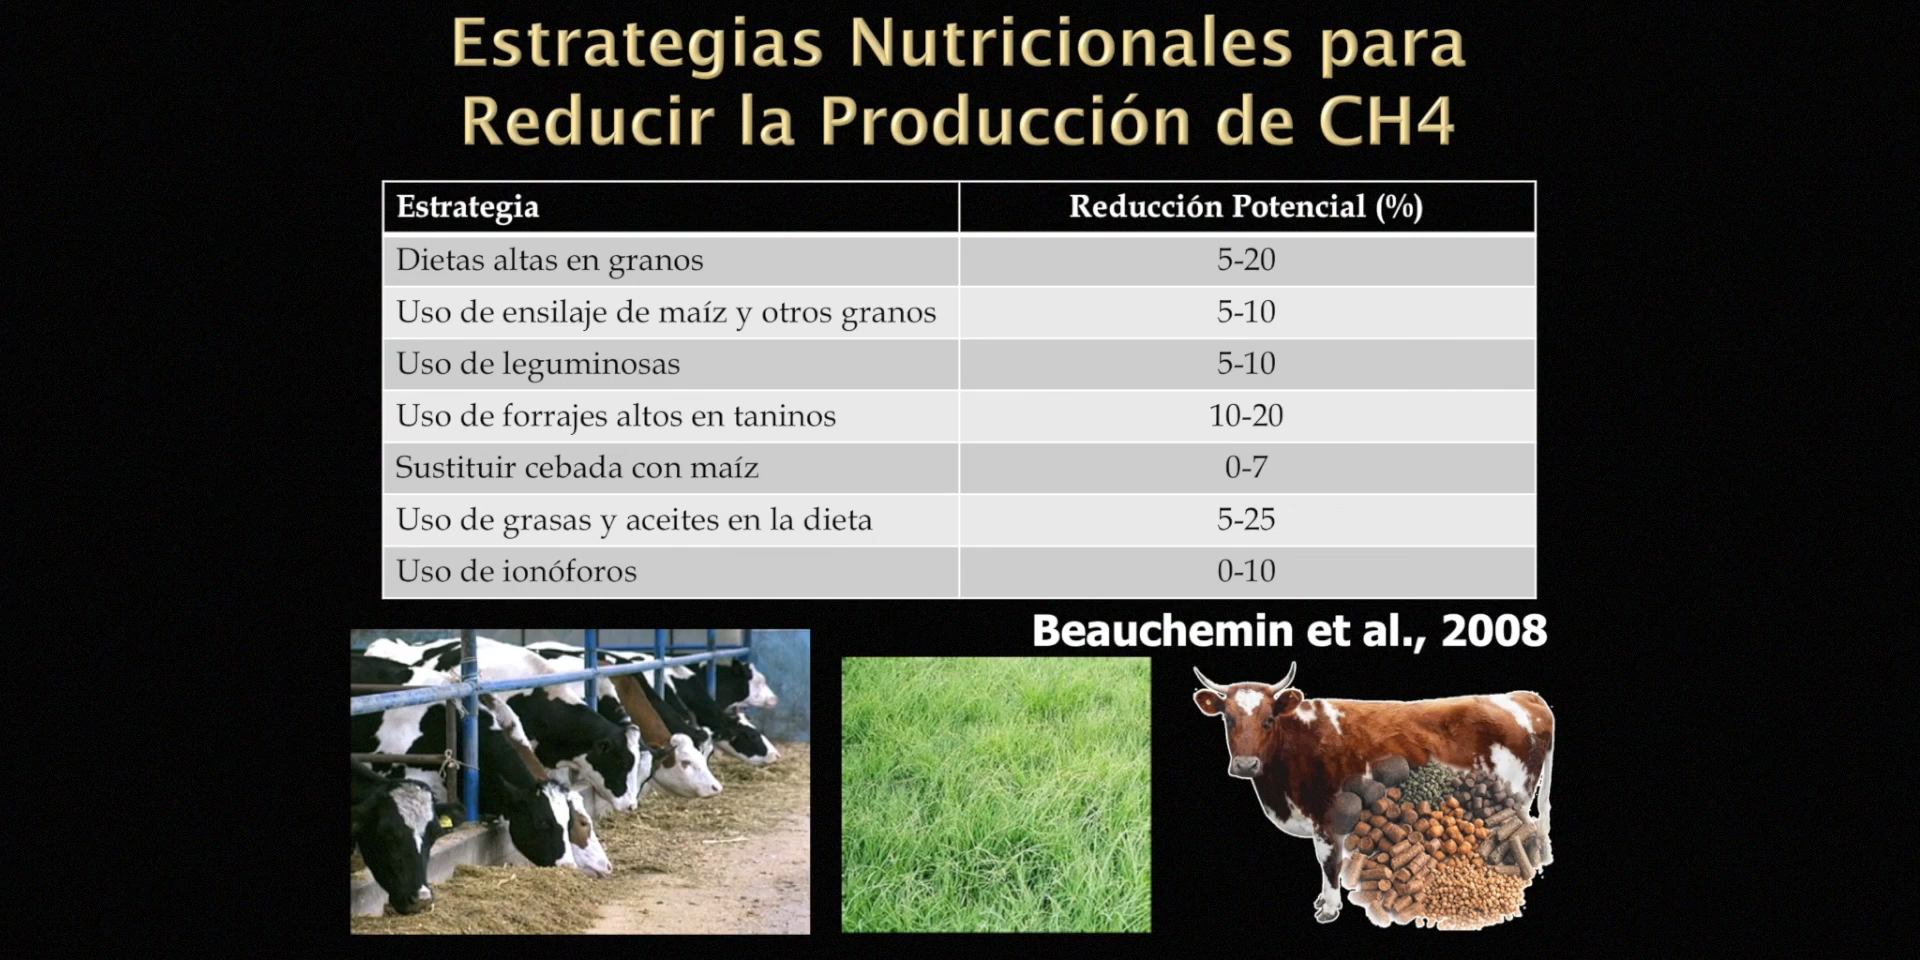 Estrategias Nutricionales para
Reducir la Producción de CH4
Estrategia Reducción Potencial (%)
Dietas altas en granos 5-20
Uso de ensilaje de maíz y otros granos 5-10
Uso de leguminosas 5-10
Uso de forrajes altos en taninos 10-20
Sustituir cebada con maíz 0-7
Uso de grasas y aceites en la dieta 5-25
Uso de ionóforos 0-10
Beauchemin et al., 2008